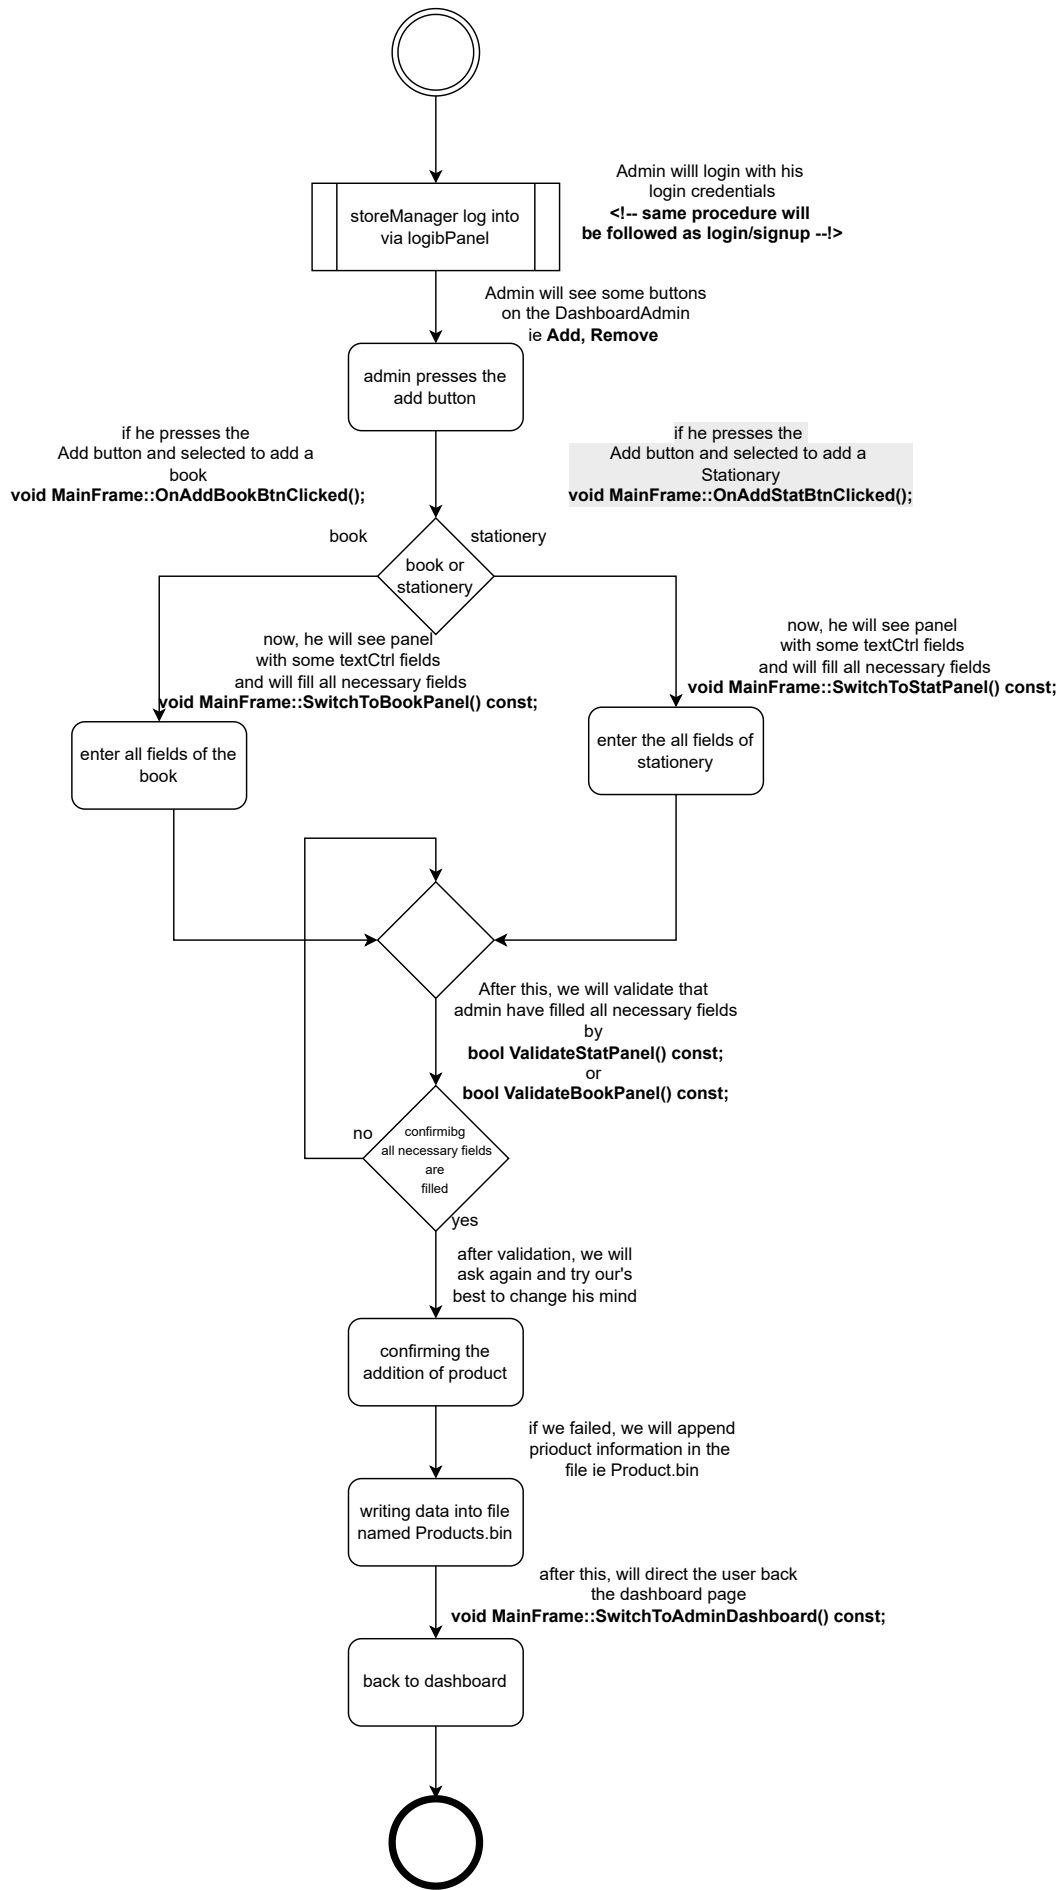 Admin willl login with his
login credentials
<!-- same procedure will
be followed as login/signup --!>
storeManager log into
via logibPanel
Admin will see some buttons
on the DashboardAdmin
ie Add, Remove
admin presses the
add button
if he presses the
Add button and selected to add a
book
void MainFrame::OnAddBookBtnClicked();
if he presses the
Add button and selected to add a
Stationary
void MainFrame::OnAddStatBtnClicked();
book
stationery
book or
stationery
now, he will see panel
with some textCtrl fields
and will fill all necessary fields
void MainFrame::SwitchToBookPanel() const;
now, he will see panel
with some textCtrl fields
and will fill all necessary fields
void MainFrame::SwitchToStatPanel() const;
enter all fields of the
book
enter the all fields of
stationery
After this, we will validate that
admin have filled all necessary fields
by
bool ValidateStatPanel() const;
or
bool ValidateBookPanel() const;
no
confirmibg
all necessary fields
are
filled
yes
after validation, we will
ask again and try our's
best to change his mind
confirming the
addition of product
if we failed, we will append
prioduct information in the
file ie Product.bin
writing data into file
named Products.bin
after this, will direct the user back
the dashboard page
void MainFrame::SwitchToAdminDashboard() const;
back to dashboard